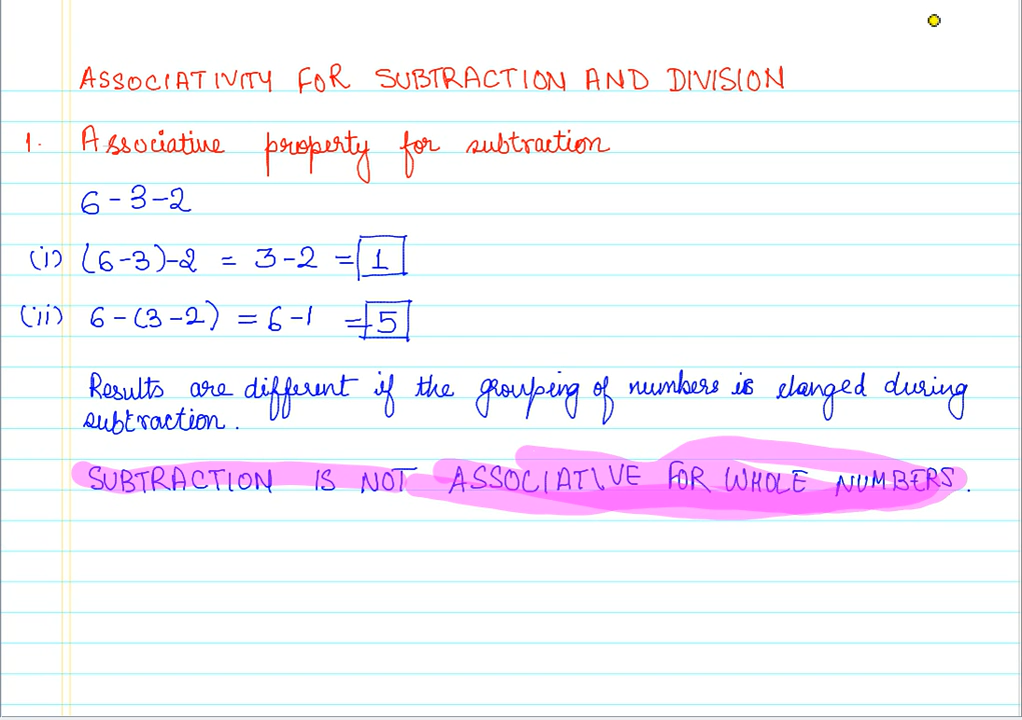 ASSOCIATIVITY FOR SUBTRACTION AND DIVISION
1. Associative property for subtraction
6 - 3 - 2
(i) (6-3)-2 = 3-2 = 1
(ii) 6-(3-2) = 6-1 = 5
Results are different if the grouping of numbers is changed during
subtraction.
SUBTRACTION IS NOT ASSOCIATIVE FOR WHOLE NUMBERS.